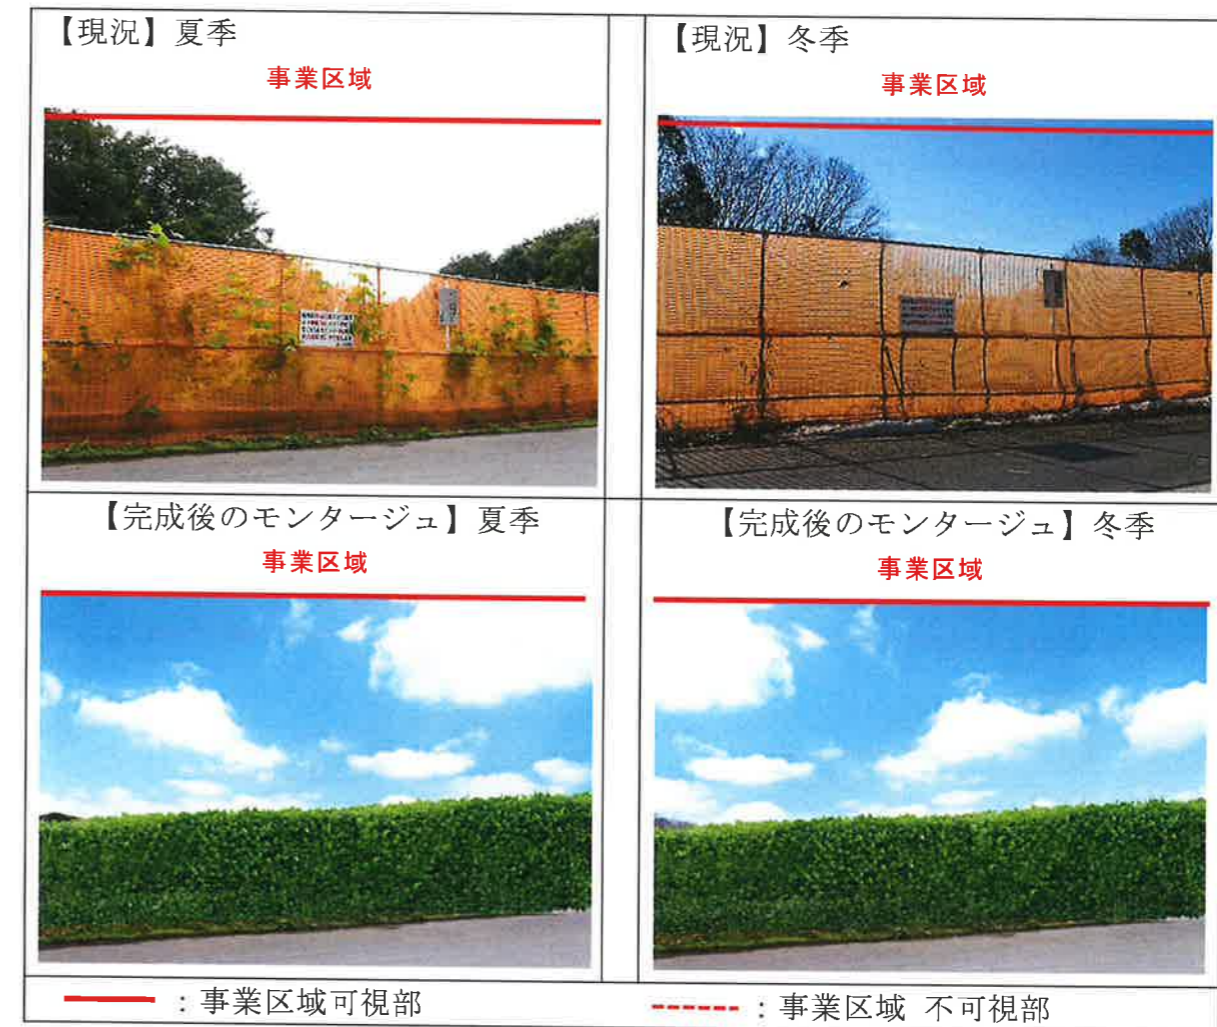 【現況】夏季
事業区域
【現況】冬季
事業区域
【完成後のモンタージュ】夏季
事業区域
【完成後のモンタージュ】冬季
事業区域
：事業区域可視部
：事業区域 不可視部